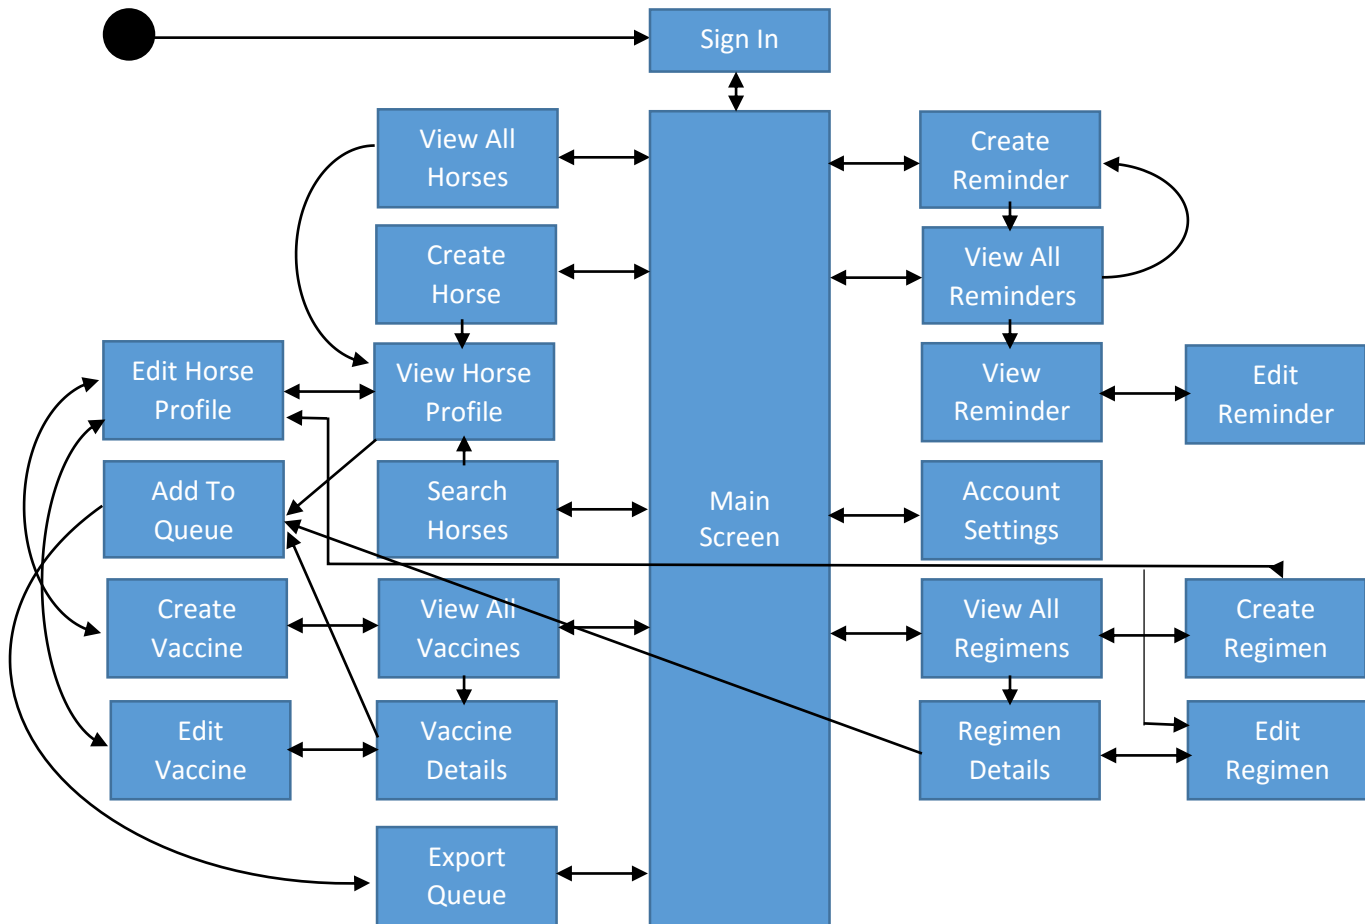 Sign In
View All
Horses
Create
Reminder
Create
Horse
View All
Reminders
Edit Horse
Profile
View Horse
Profile
View
Reminder
Edit
Reminder
Add To
Queue
Search
Horses
Main
Screen
Account
Settings
Create
Vaccine
View All
Vaccines
View All
Regimens
Create
Regimen
Edit
Vaccine
Vaccine
Details
Regimen
Details
Edit
Regimen
Export
Queue